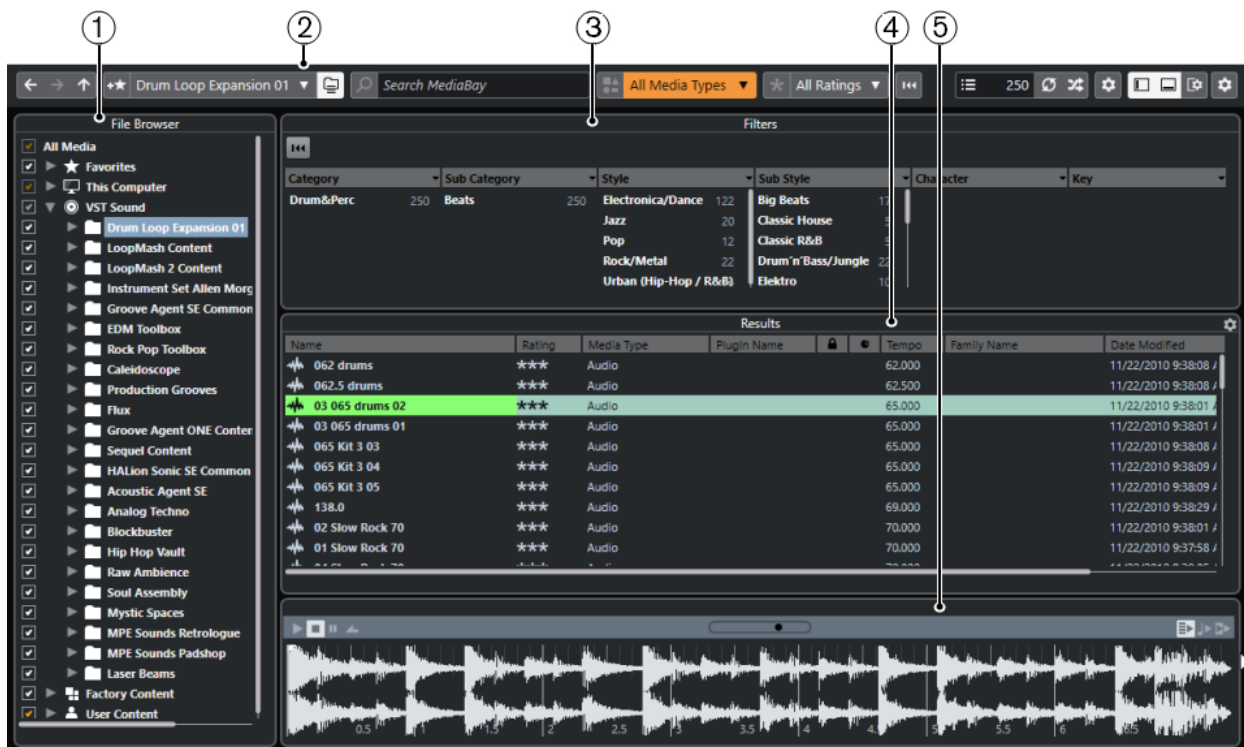 1 2 3 4 5
Drum Loop Expansion 01 Search MediaBay All Media Types All Ratings 250
File Browser
All Media
Favorites
This Computer
VST Sound
Drum Loop Expansion 01
LoopMash Content
LoopMash 2 Content
Instrument Set Allen Morg
Groove Agent SE Common
EDM Toolbox
Rock Pop Toolbox
Caleidoscope
Production Grooves
Flux
Groove Agent ONE Conter
Sequel Content
HALion Sonic SE Common
Acoustic Agent SE
Analog Techno
Blockbuster
Hip Hop Vault
Raw Ambience
Soul Assembly
Mystic Spaces
MPE Sounds Retrologue
MPE Sounds Padshop
Laser Beams
Factory Content
User Content
Filters
Category Sub Category Style Sub Style Character Key
Drum&Perc 250 Beats 250 Electronica/Dance 122 Big Beats
Jazz 20 Classic House
Pop 12 Classic R&B
Rock/Metal 22 Drum'n'Bass/Jungle 22
Urban (Hip-Hop / R&B) Elektro
Results
Name Rating Media Type Plugin Name Tempo Family Name Date Modified
062 drums *** Audio 62.000 11/22/2010 9:38:08
062.5 drums *** Audio 62.500 11/22/2010 9:38:08
03 065 drums 02 *** Audio 65.000 11/22/2010 9:38:01
03 065 drums 01 *** Audio 65.000 11/22/2010 9:38:01
065 Kit 3 03 *** Audio 65.000 11/22/2010 9:38:08
065 Kit 3 04 *** Audio 65.000 11/22/2010 9:38:09
065 Kit 3 05 *** Audio 65.000 11/22/2010 9:38:09
138.0 *** Audio 69.000 11/22/2010 9:38:29
02 Slow Rock 70 *** Audio 70.000 11/22/2010 9:38:01
01 Slow Rock 70 *** Audio 70.000 11/22/2010 9:37:58
0.5 1 1.5 2 2.5 3 3.5 4 5 5.5 6 6.5